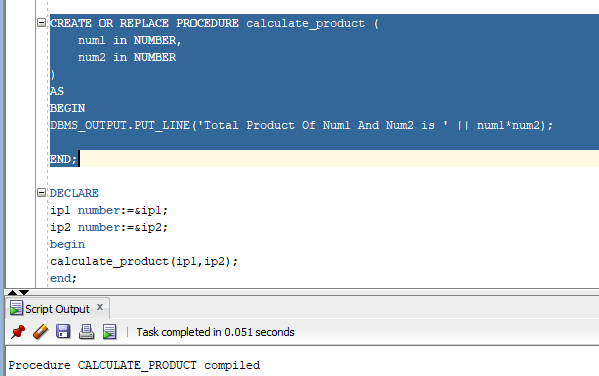 CREATE OR REPLACE PROCEDURE calculate_product (
num1 in NUMBER,
num2 in NUMBER
)
AS
BEGIN
DBMS_OUTPUT.PUT_LINE('Total Product Of Num1 And Num2 is ' || num1*num2);
END;
DECLARE
ip1 number:=&ip1;
ip2 number:=&ip2;
begin
calculate_product(ip1,ip2);
end;
Script Output x
Task completed in 0.051 seconds
Procedure CALCULATE_PRODUCT compiled